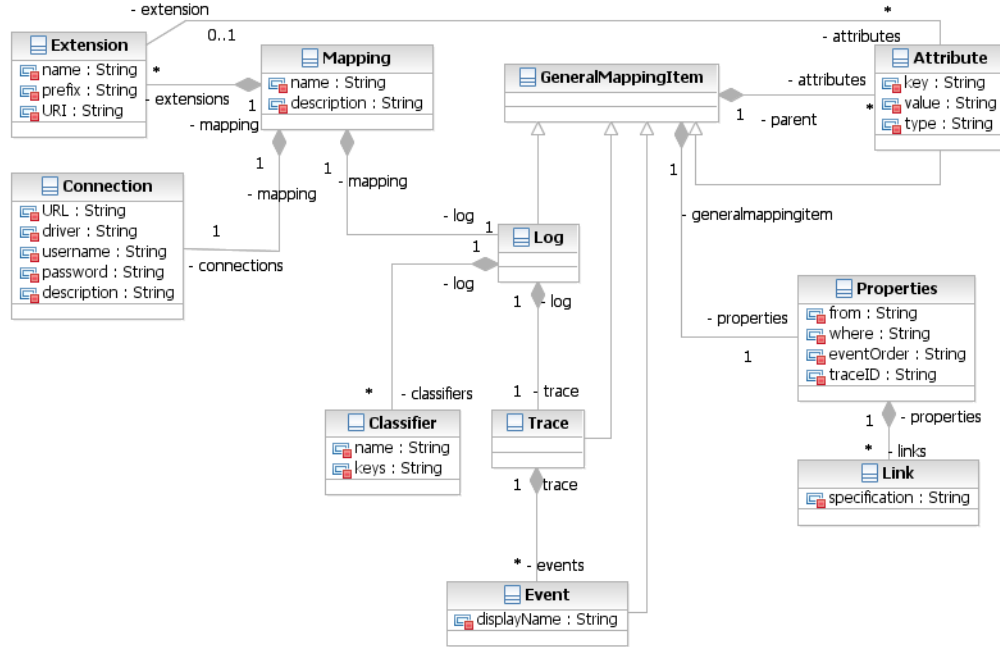 - extension
*
0..1
- attributes
Extension
name : String
prefix : String
URI : String
*
- extensions
1
- mapping
Mapping
name : String
description : String
GeneralMappingItem
- attributes
*
1
- parent
Attribute
key : String
value : String
type : String
1
- mapping
1
- mapping
1
- generalmappingitem
Connection
URL : String
driver : String
username : String
password : String
description : String
1
- connections
- log
1
1
- log
Log
1
- log
- properties
1
Properties
from : String
where : String
eventOrder : String
traceID : String
*
- classifiers
1
- trace
1
- properties
*
- links
Classifier
name : String
keys : String
Trace
1
trace
Link
specification : String
*
- events
Event
displayName : String